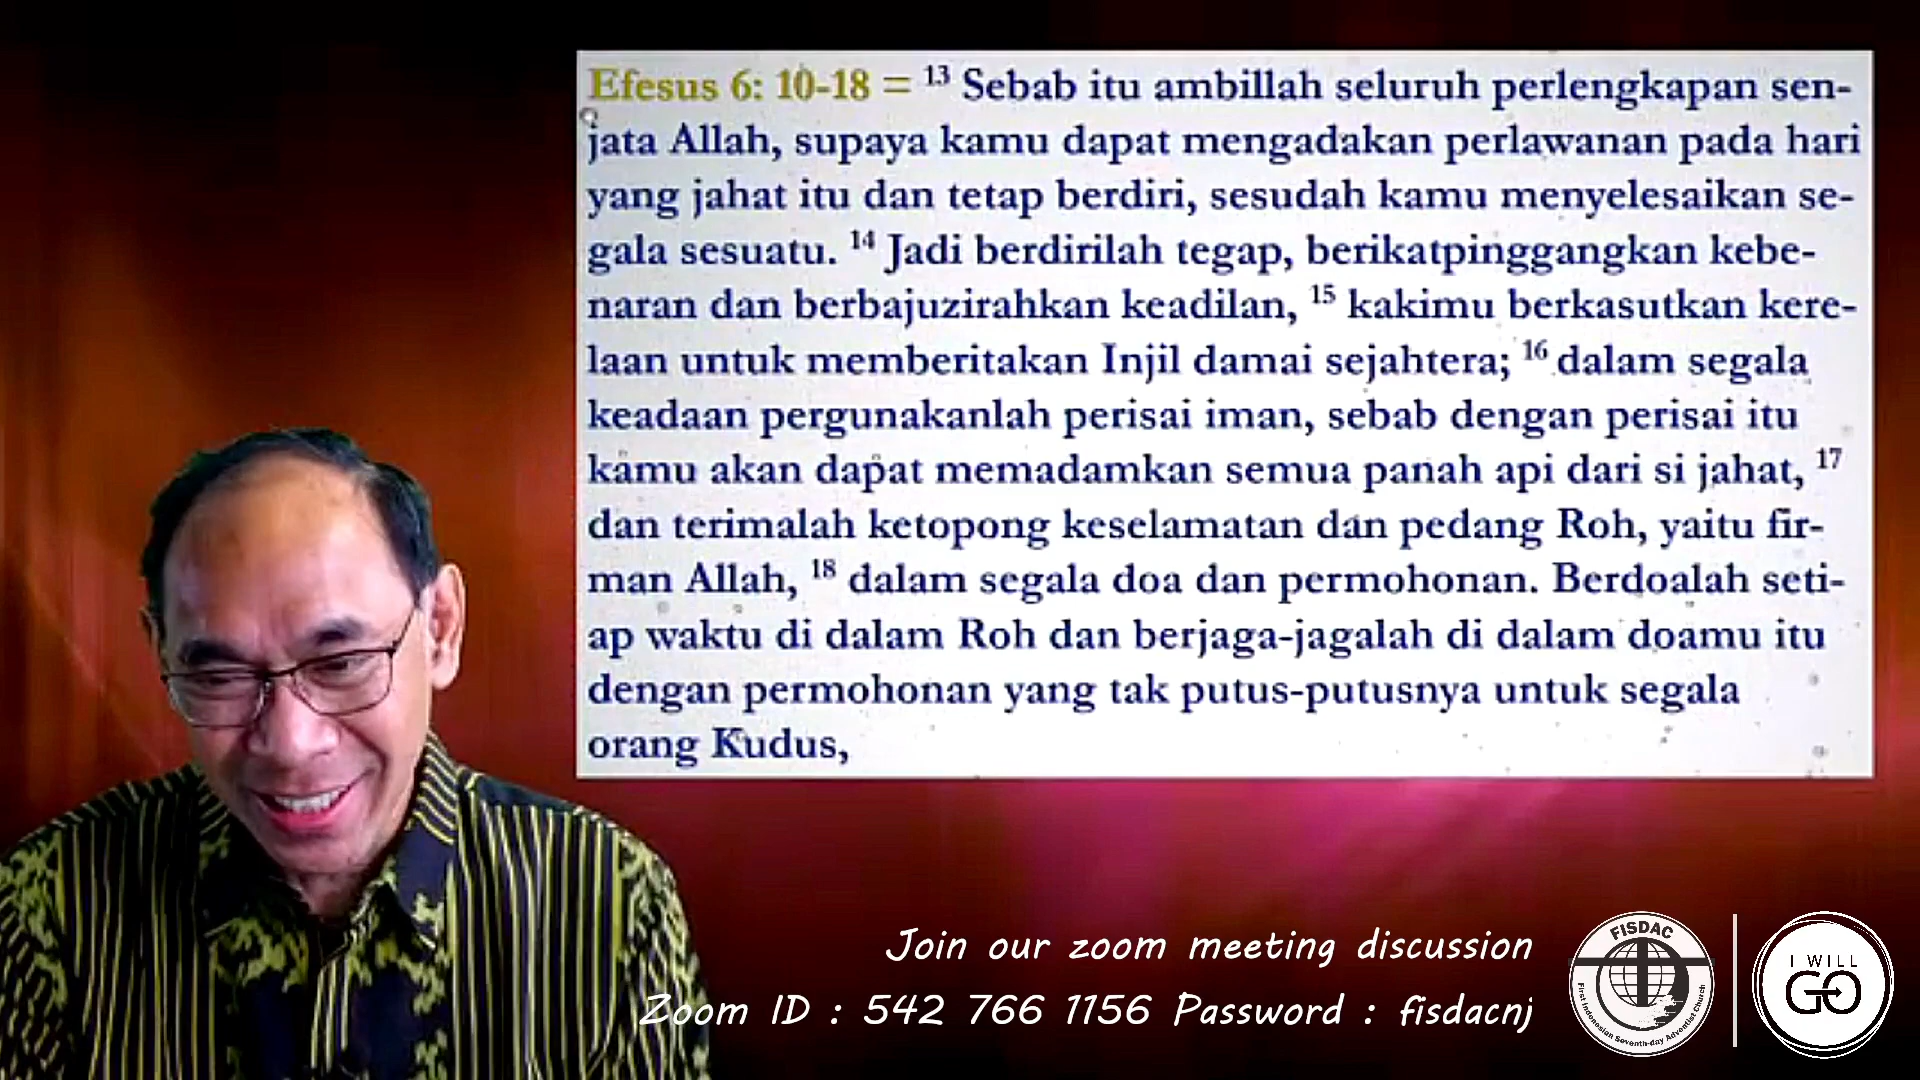 Efesus 6: 10-18 = 13 Sebab itu ambillah seluruh perlengkapan sen-
jata Allah, supaya kamu dapat mengadakan perlawanan pada hari
yang jahat itu dan tetap berdiri, sesudah kamu menyelesaikan se-
gala sesuatu. 14 Jadi berdirilah tegap, berikatpinggangkan kebe-
naran dan berbajuzirahkan keadilan, 15 kakimu berkasutkan kere-
laan untuk memberitakan Injil damai sejahtera; 16 dalam segala
keadaan pergunakanlah perisai iman, sebab dengan perisai itu
kamu akan dapat memadamkan semua panah api dari si jahat, 17
dan terimalah ketopong keselamatan dan pedang Roh, yaitu fir-
man Allah, 18 dalam segala doa dan permohonan. Berdoalah seti-
ap waktu di dalam Roh dan berjaga-jagalah di dalam doamu itu
dengan permohonan yang tak putus-putusnya untuk segala
orang Kudus,
Join our zoom meeting discussion
Zoom ID : 542 766 1156 Password : fisdacnj
FISDAC
First Indonesian Seventh-day Adventist Church
I WILL
GO